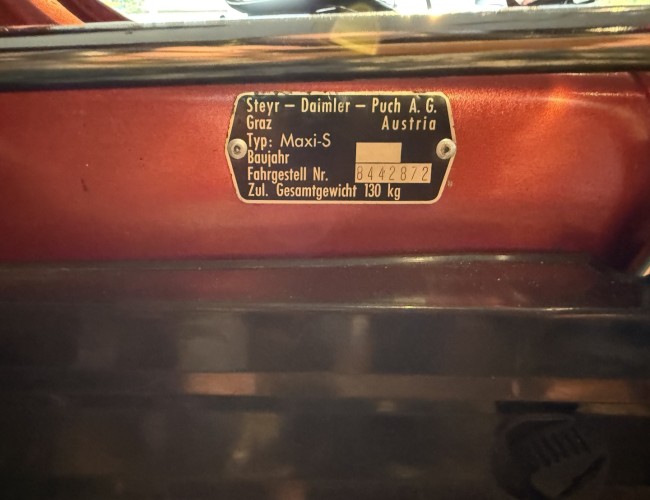 Steyr – Daimler – Puch A. G.
Graz Austria
Typ: Maxi-S
Baujahr
Fahrgestell Nr. 8442872
Zul. Gesamtgewicht 130 kg